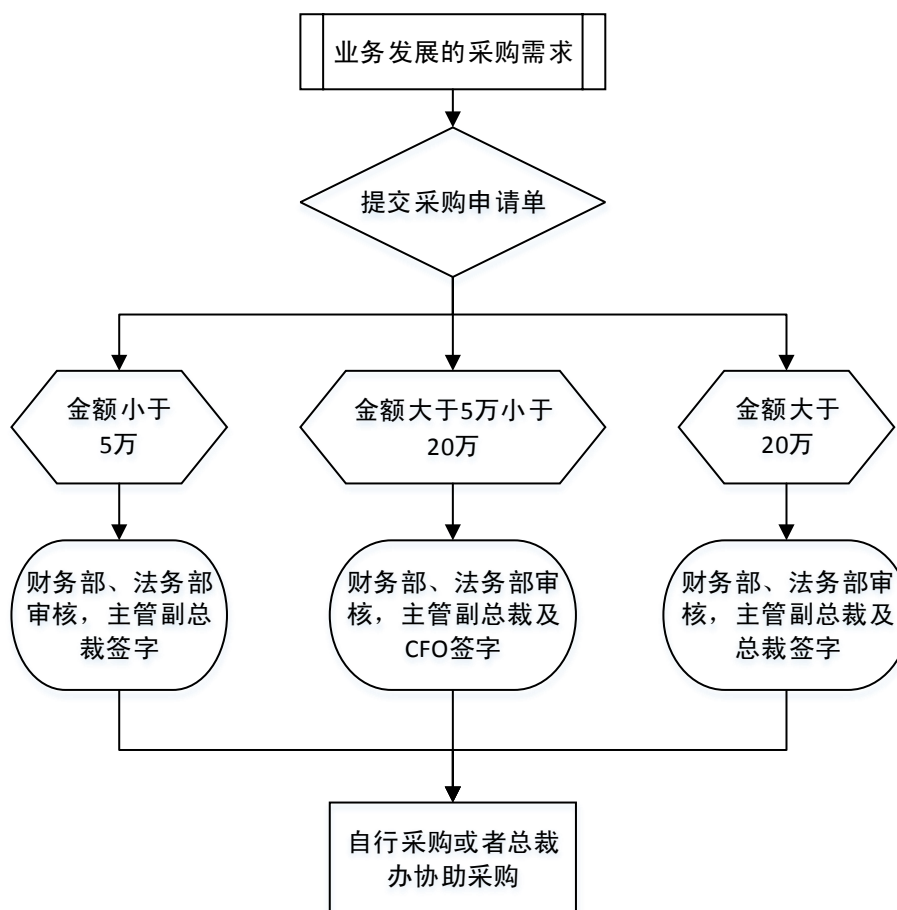 业务发展的采购需求
提交采购申请单
金额小于
5万
金额大于5万小于
20万
金额大于
20万
财务部、法务部
审核，主管副总
裁签字
财务部、法务部审
核，主管副总裁及
CFO签字
财务部、法务部审
核，主管副总裁及
总裁签字
自行采购或者总裁
办协助采购